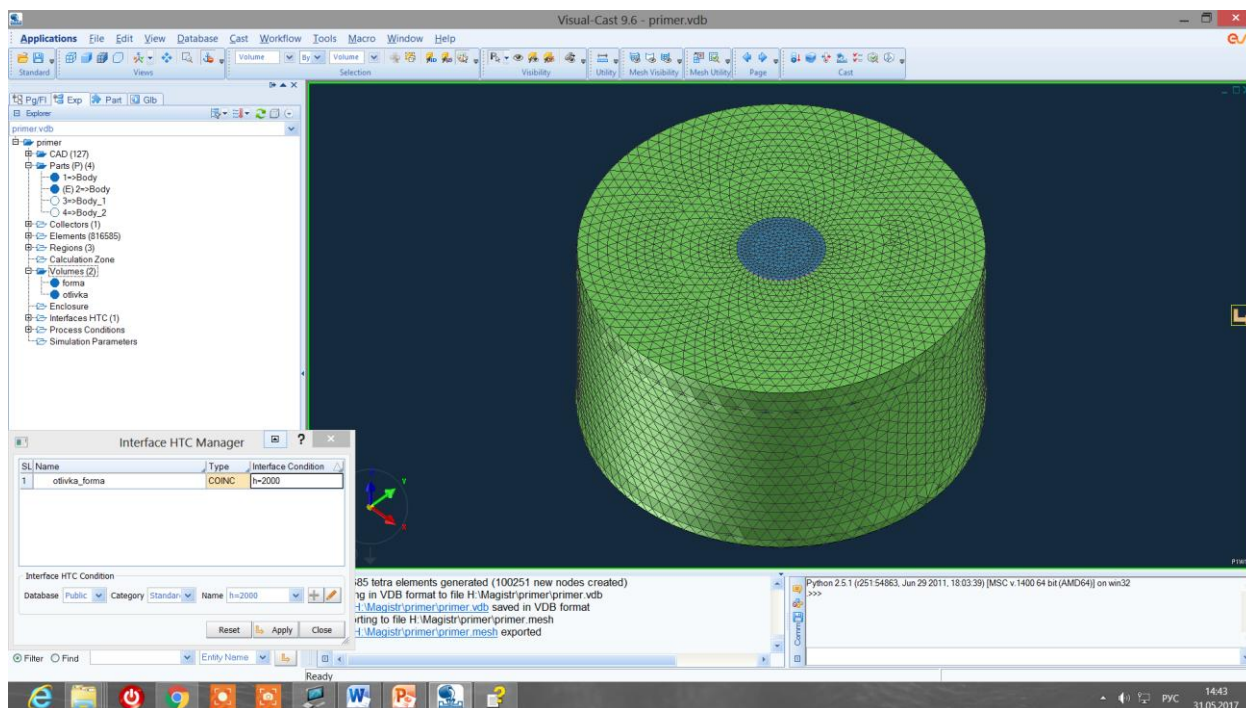 Visual-Cast 9.6 - primer.vdb
Applications File Edit View Database Cast Workflow Tools Macro Window Help
Volume By Volume
Standard Views Selection Visibility Utility Mesh Visibility Mesh Utility Page Cast
Pg/Fl Exp Part Glb
Explorer
primer.vdb
primer
CAD (127)
Parts (P) (4)
1=>Body
(E) 2=>Body
3=>Body_1
4=>Body_2
Collectors (1)
Elements (816585)
Regions (3)
Calculation Zone
Volumes (2)
forma
otlivka
Enclosure
Interfaces HTC (1)
Process Conditions
Simulation Parameters
Interface HTC Manager ?
SL Name Type Interface Condition
1 otlivka_forma COINC h=2000
Interface HTC Condition
Database Public Category Standard Name h=2000
Reset Apply Close
Filter Find Entity Name
585 tetra elements generated (100251 new nodes created)
ng in VDB format to file H:\Magistr\primer\primer.vdb
H:\Magistr\primer\primer.vdb saved in VDB format
orting to file H:\Magistr\primer\primer.mesh
H:\Magistr\primer\primer.mesh exported
Python 2.5.1 (r251:54863, Jun 29 2011, 18:03:39) [MSC v.1400 64 bit (AMD64)] on win32
>>>
Ready
РУС
14:43
31.05.2017